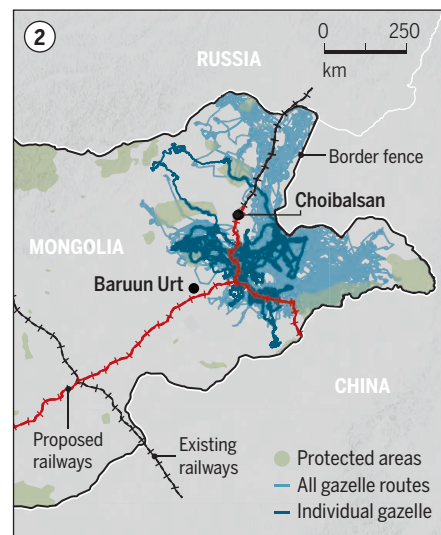 2
RUSSIA
0 250
km
Border fence
Choibalsan
MONGOLIA
Baruun Urt
CHINA
Proposed
railways
Existing
railways
Protected areas
All gazelle routes
Individual gazelle